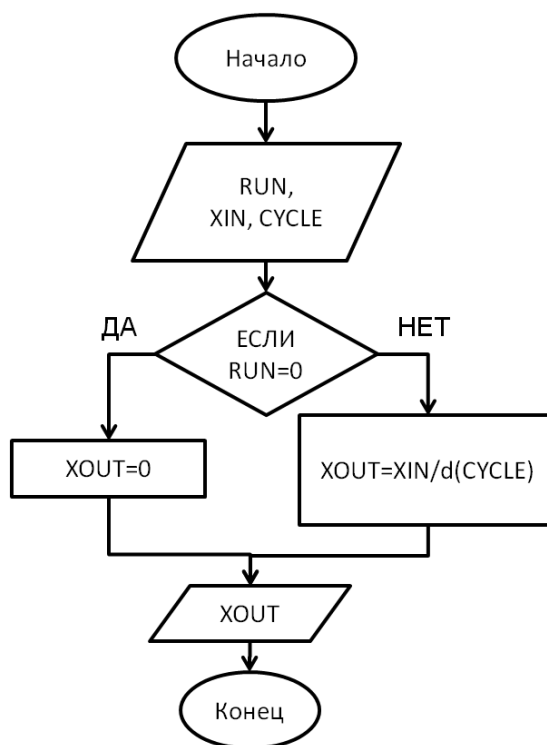 Начало
RUN,
XIN, CYCLE
ДА
ЕСЛИ
RUN=0
НЕТ
XOUT=0
XOUT=XIN/d(CYCLE)
XOUT
Конец